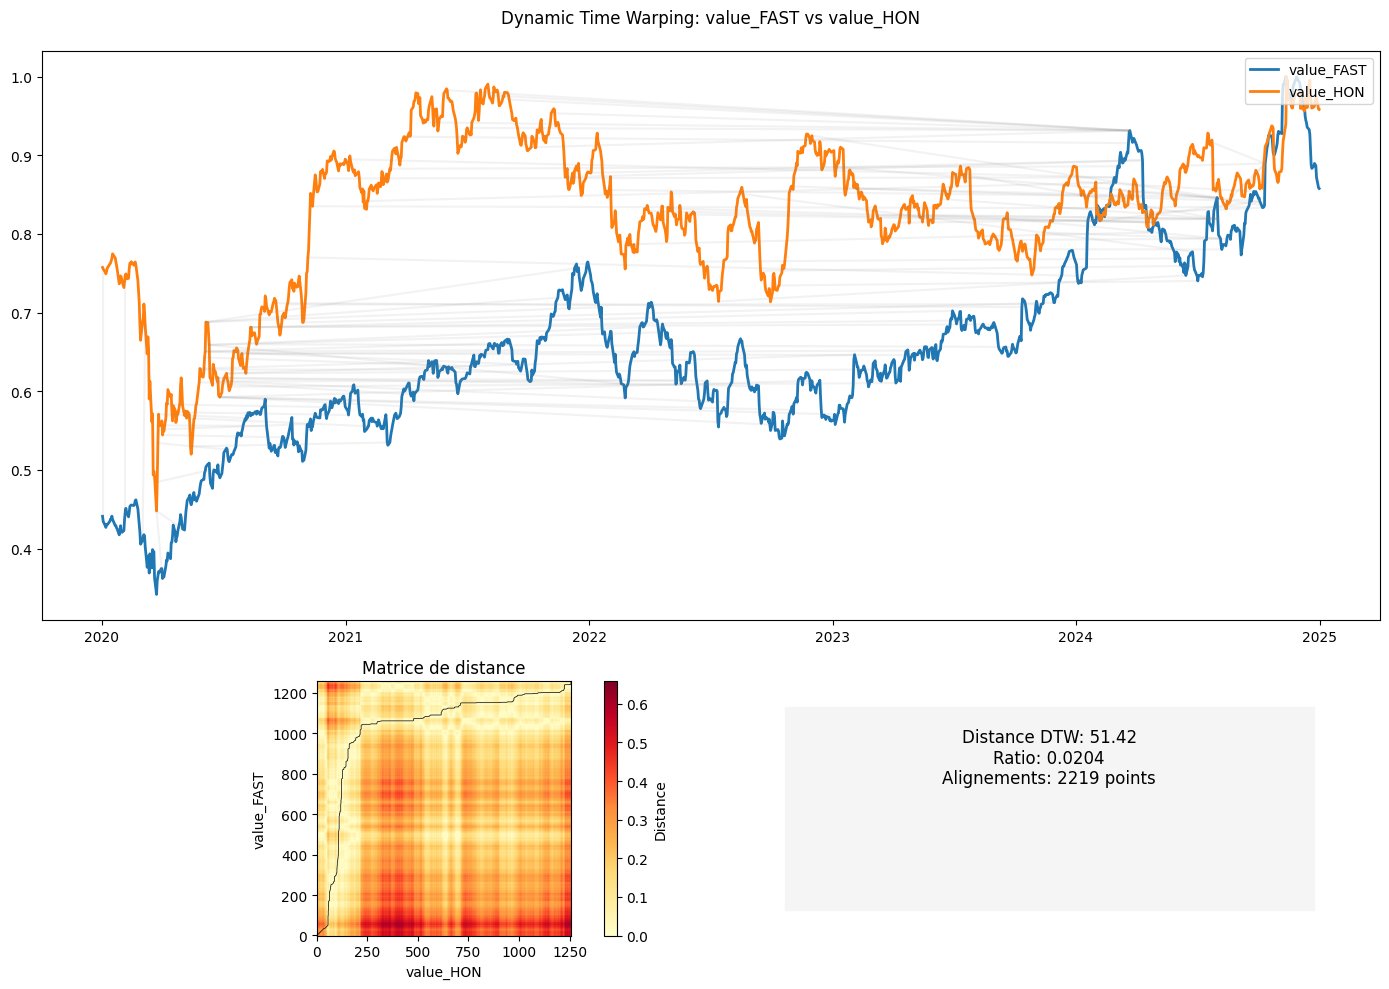 Dynamic Time Warping: value_FAST vs value_HON
value_FAST
value_HON
1.0
0.9
0.8
0.7
0.6
0.5
0.4
2020 2021 2022 2023 2024 2025
Matrice de distance
1200
1000
800
600
400
200
0
value_FAST
0 250 500 750 1000 1250
value_HON
0.6
0.5
0.4
0.3
0.2
0.1
0.0
Distance
Distance DTW: 51.42
Ratio: 0.0204
Alignements: 2219 points